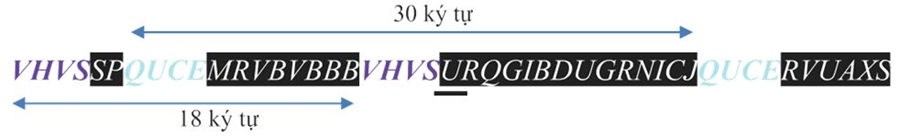 30 ký tự
VHVSSPQUCEMRVBVBBBVHVSURQGIBDUGRNICJQUCERVUAXS
18 ký tự